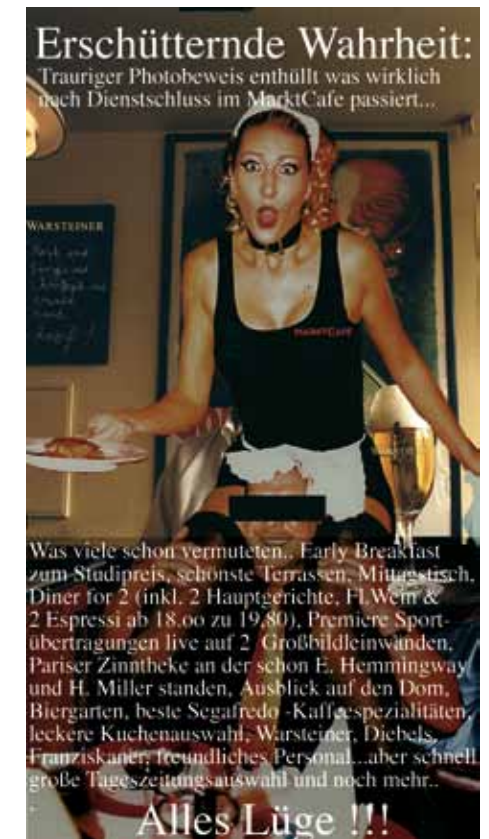 Erschütternde Wahrheit:
Trauriger Photobeweis enthüllt was wirklich
nach Dienstschluss im MarktCafe passiert...
WARSTEINER
MARKTCAFE
Was viele schon vermuteten.. Early Breakfast
zum Studipreis, schönste Terrassen, Mittagstisch,
Diner for 2 (inkl. 2 Hauptgerichte, Fl.Wein &
2 Espressi ab 18.oo zu 19.80), Premiere Sport-
übertragungen live auf 2 Großbildleinwänden,
Pariser Zinntheke an der schon E. Hemmingway
und H. Miller standen, Ausblick auf den Dom,
Biergarten, beste Segafredo -Kaffeespezialitäten,
leckere Kuchenauswahl, Warsteiner, Diebels,
Franziskaner, freundliches Personal...aber schnell
große Tageszeitungsauswahl und noch mehr..
Alles Lüge !!!